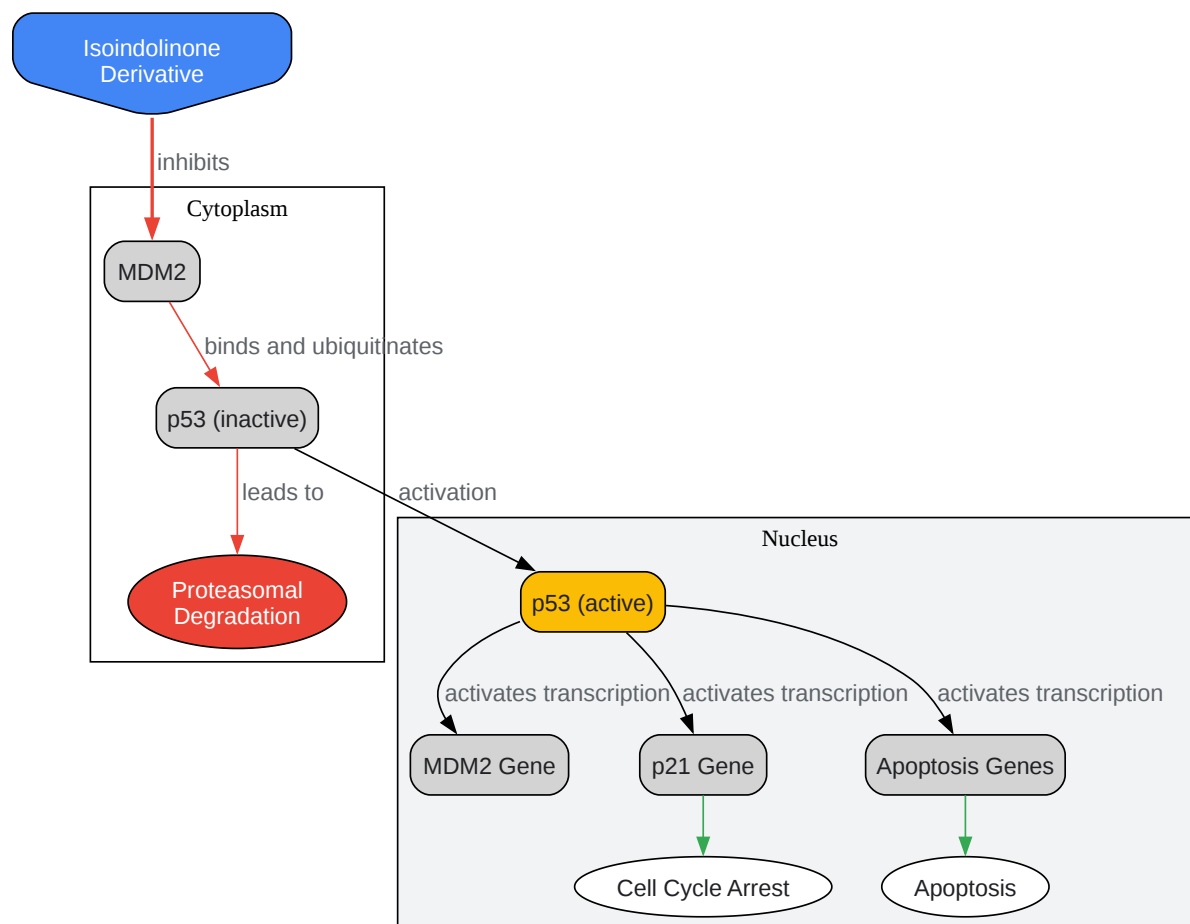 Isoindolinone
Derivative
inhibits
Cytoplasm
MDM2
binds and ubiquitinates
p53 (inactive)
leads to
activation
Nucleus
Proteasomal
Degradation
p53 (active)
activates transcription
activates transcription
activates transcription
MDM2 Gene
p21 Gene
Apoptosis Genes
Cell Cycle Arrest
Apoptosis